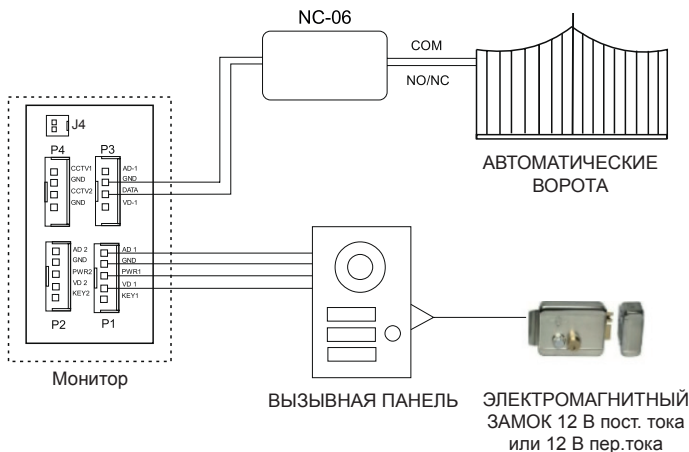 NC-06
COM
NO/NC
АВТОМАТИЧЕСКИЕ
ВОРОТА
J4
P4
P3
CCTV1
GND
CCTV2
GND
AD-1
GND
DATA
VD-1
AD 2
GND
PWR2
VD 2
KEY2
AD 1
GND
PWR1
VD 1
KEY1
P2
P1
Монитор
ВЫЗЫВНАЯ ПАНЕЛЬ
ЭЛЕКТРОМАГНИТНЫЙ
ЗАМОК 12 В пост. тока
или 12 В пер.тока